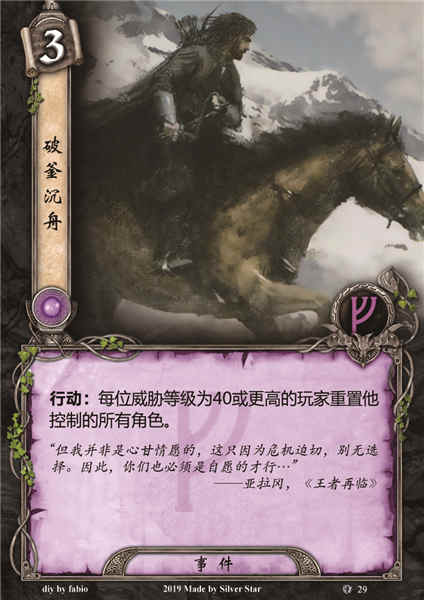 3
破釜沉舟
行动：每位威胁等级为40或更高的玩家重置他
控制的所有角色。
“但我并非是心甘情愿的，这只因为危机迫切，别无选
择。因此，你们也必须是自愿的才行…”
——亚拉冈，《王者再临》
事件
diy by fabio
2019 Made by Silver Star
29